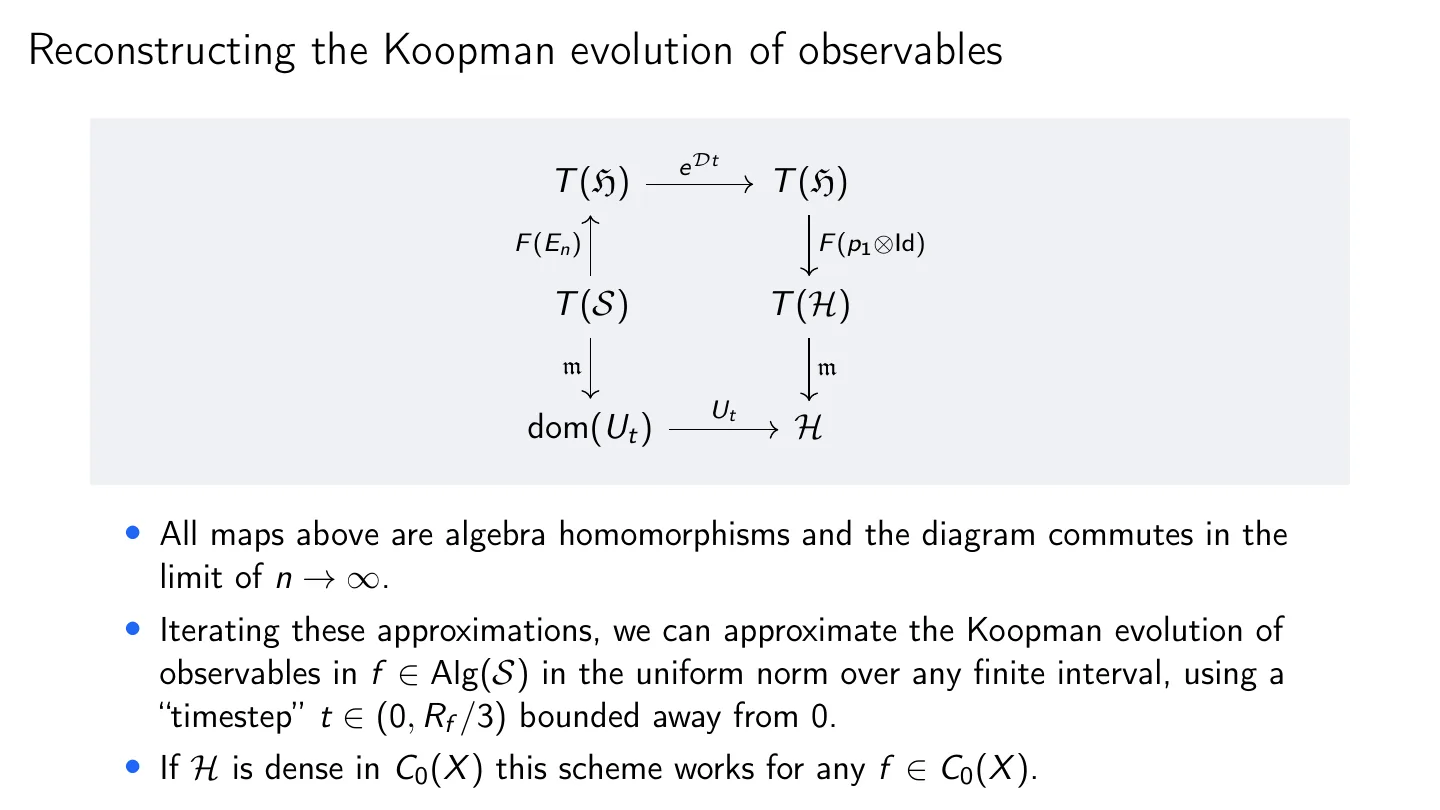 Reconstructing the Koopman evolution of observables
T(ℌ) e^{𝒟t} T(ℌ)
F(E_n) F(p_1⊗Id)
T(𝒮) T(ℋ)
𝔪 𝔪
dom(U_t) U_t ℋ
• All maps above are algebra homomorphisms and the diagram commutes in the
limit of n → ∞.
• Iterating these approximations, we can approximate the Koopman evolution of
observables in f ∈ Alg(𝒮) in the uniform norm over any finite interval, using a
“timestep” t ∈ (0, R_f/3) bounded away from 0.
• If ℋ is dense in C_0(X) this scheme works for any f ∈ C_0(X).